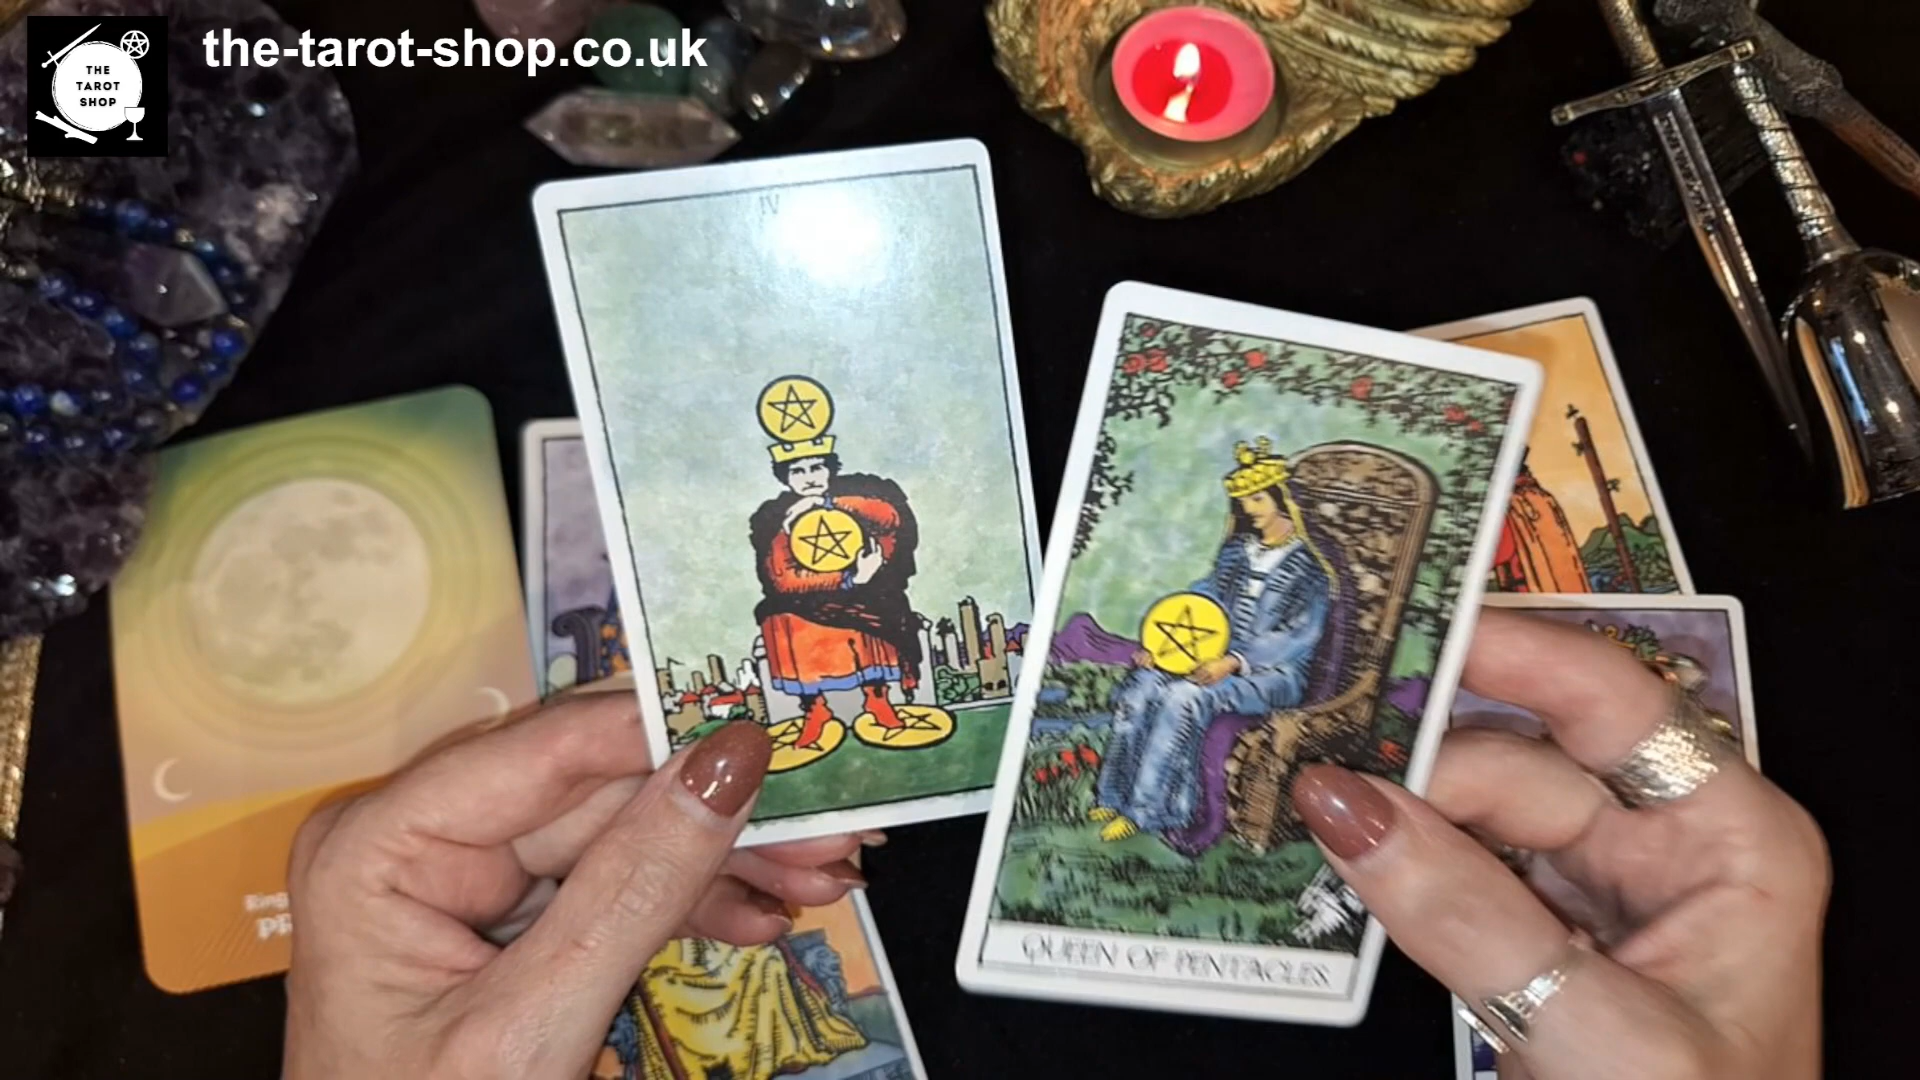 THE
TAROT
SHOP
the-tarot-shop.co.uk
IV
QUEEN OF PENTACLES